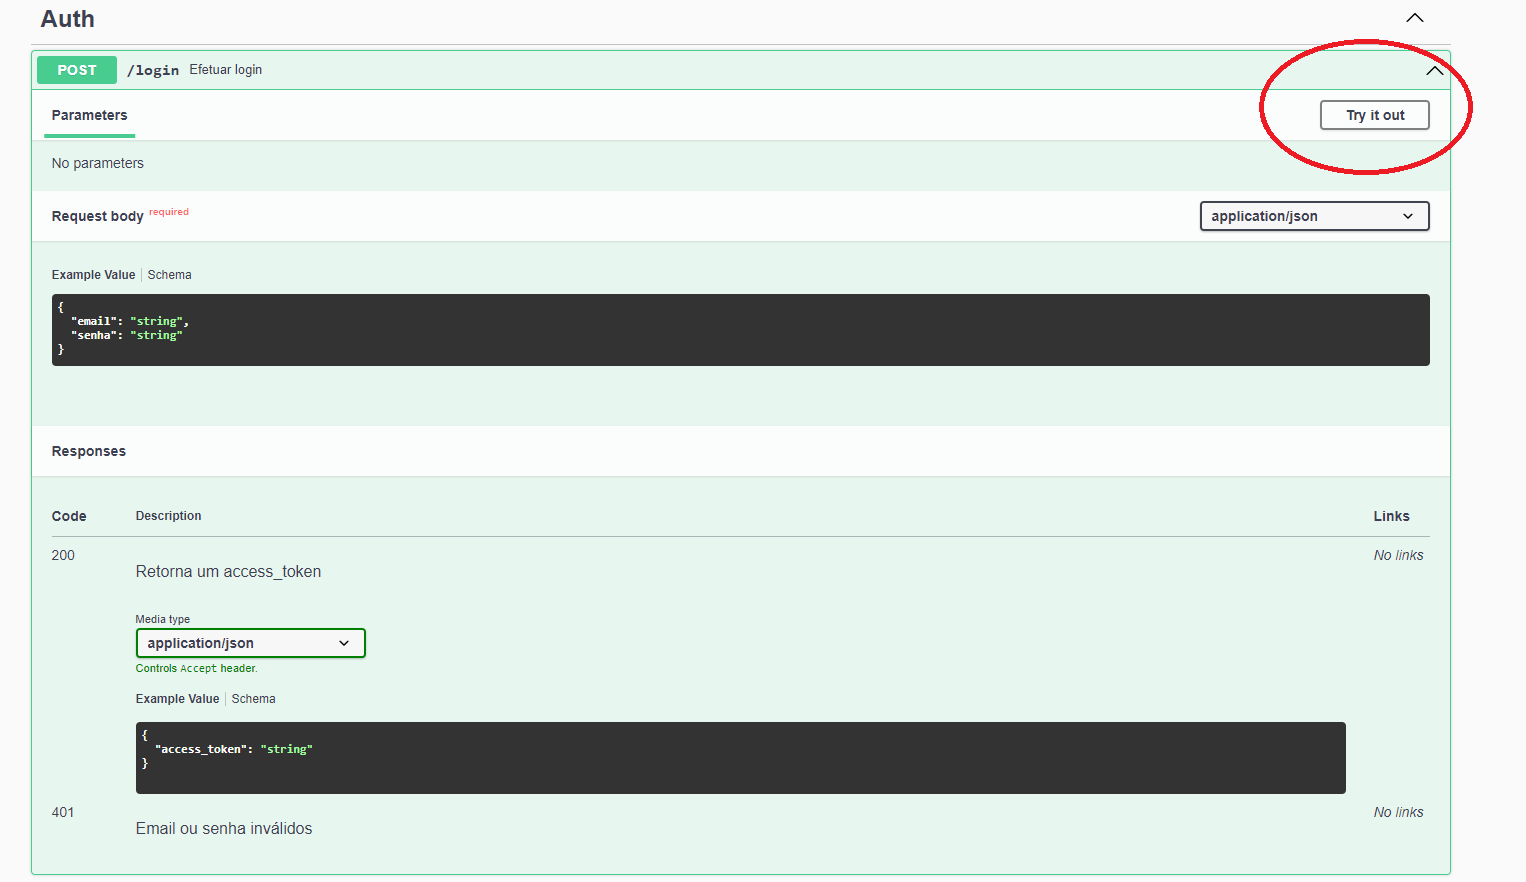 Auth
POST /login Efetuar login
Parameters Try it out
No parameters
Request body required application/json
Example Value Schema
{
"email": "string",
"senha": "string"
}
Responses
Code Description Links
200 No links
Retorna um access_token
Media type
application/json
Controls Accept header.
Example Value Schema
{
"access_token": "string"
}
401 No links
Email ou senha inválidos